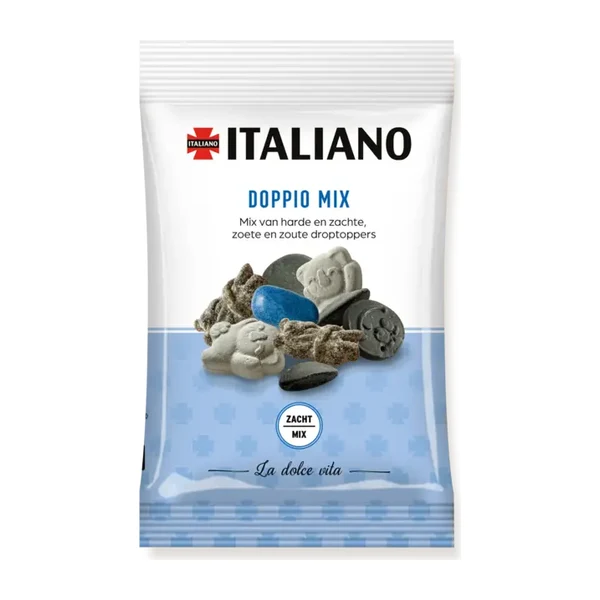 ITALIANO
ITALIANO
DOPPIO MIX
Mix van harde en zachte,
zoete en zoute droptoppers
ZACHT
MIX
La dolce vita